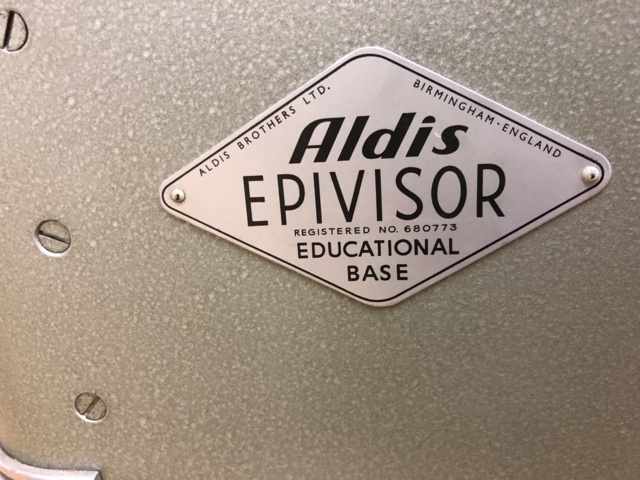 ALDIS BROTHERS LTD.
BIRMINGHAM·ENGLAND
Aldis
EPIVISOR
REGISTERED NO. 680773
EDUCATIONAL
BASE